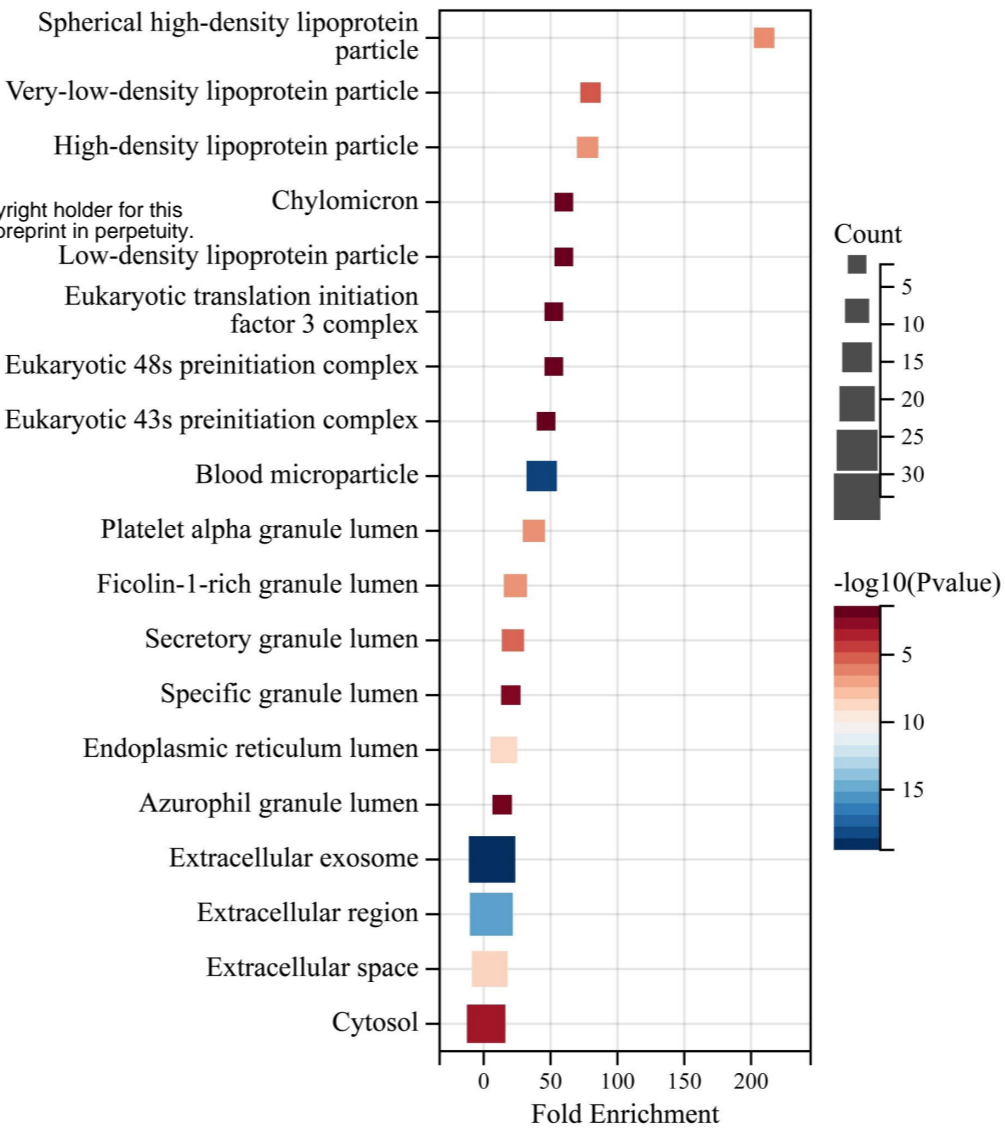 Spherical high-density lipoprotein
particle
Very-low-density lipoprotein particle
High-density lipoprotein particle
Chylomicron
yright holder for this
preprint in perpetuity.
Low-density lipoprotein particle
Eukaryotic translation initiation
factor 3 complex
Eukaryotic 48s preinitiation complex
Eukaryotic 43s preinitiation complex
Blood microparticle
Platelet alpha granule lumen
Ficolin-1-rich granule lumen
Secretory granule lumen
Specific granule lumen
Endoplasmic reticulum lumen
Azurophil granule lumen
Extracellular exosome
Extracellular region
Extracellular space
Cytosol
0 50 100 150 200
Fold Enrichment
Count
5
10
15
20
25
30
-log10(Pvalue)
5
10
15